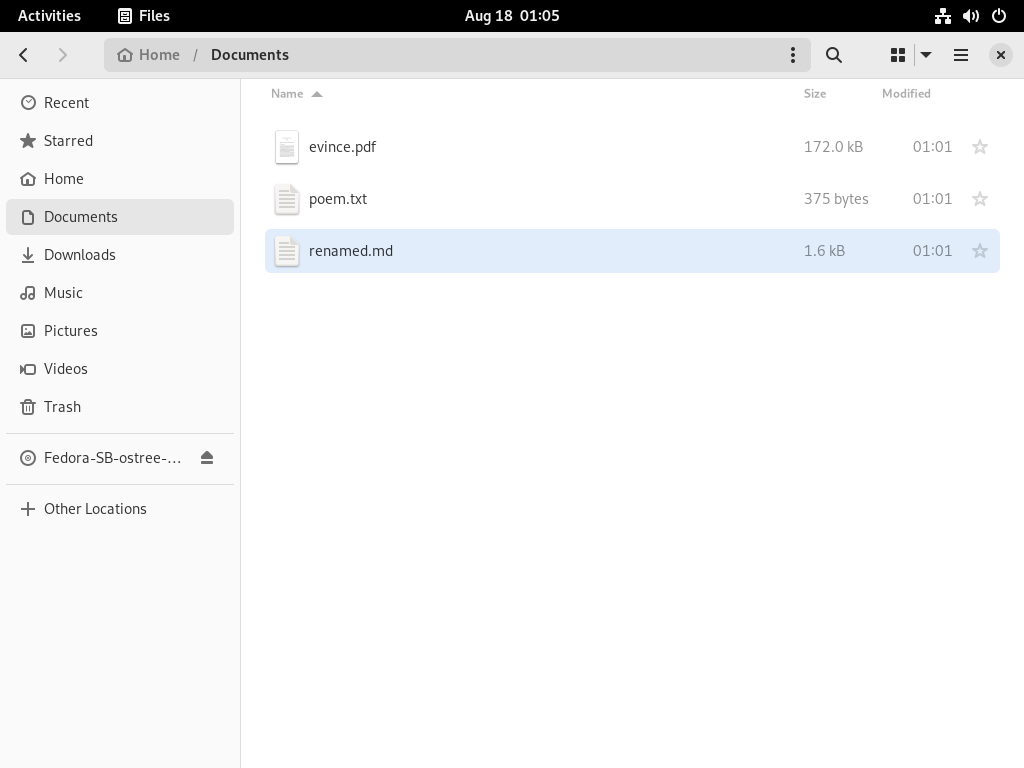 Activities Files Aug 18 01:05
Home / Documents
Recent
Starred
Home
Documents
Downloads
Music
Pictures
Videos
Trash
Fedora-SB-ostree-…
Other Locations
Name Size Modified
evince.pdf 172.0 kB 01:01
poem.txt 375 bytes 01:01
renamed.md 1.6 kB 01:01